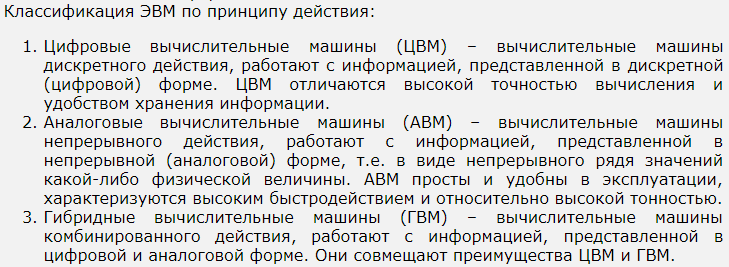 Классификация ЭВМ по принципу действия:
1. Цифровые вычислительные машины (ЦВМ) – вычислительные машины
дискретного действия, работают с информацией, представленной в дискретной
(цифровой) форме. ЦВМ отличаются высокой точностью вычисления и
удобством хранения информации.
2. Аналоговые вычислительные машины (АВМ) – вычислительные машины
непрерывного действия, работают с информацией, представленной в
непрерывной (аналоговой) форме, т.е. в виде непрерывного рядя значений
какой-либо физической величины. АВМ просты и удобны в эксплуатации,
характеризуются высоким быстродействием и относительно высокой тонностью.
3. Гибридные вычислительные машины (ГВМ) – вычислительные машины
комбинированного действия, работают с информацией, представленной в
цифровой и аналоговой форме. Они совмещают преимущества ЦВМ и ГВМ.